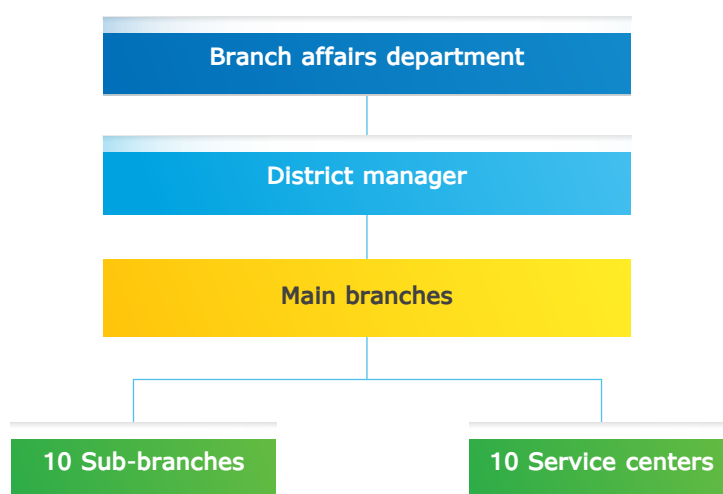 Branch affairs department
District manager
Main branches
10 Sub-branches
10 Service centers